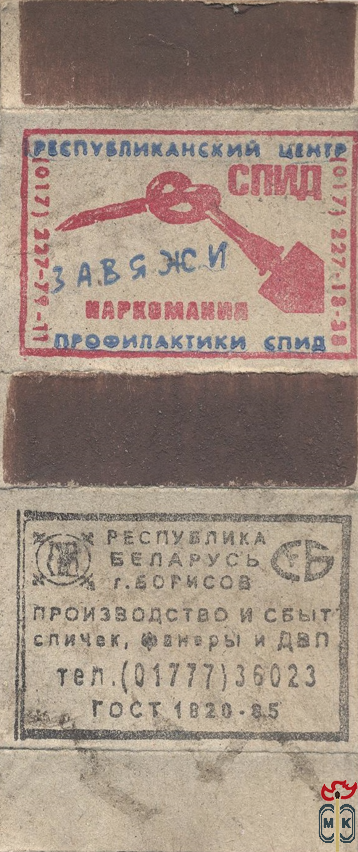 РЕСПУБЛИКАНСКИЙ ЦЕНТР
СПИД
(017) 227-79-11
(017) 227-18-38
ЗАВЯЖИ
НАРКОМАНИЯ
ПРОФИЛАКТИКИ СПИД
РЕСПУБЛИКА
БЕЛАРУСЬ
г. БОРИСОВ
СБ
ПРОИЗВОДСТВО И СБЫТ
спичек, фанеры и ДВП
тел. (01777)36023
ГОСТ 1820-85
МК